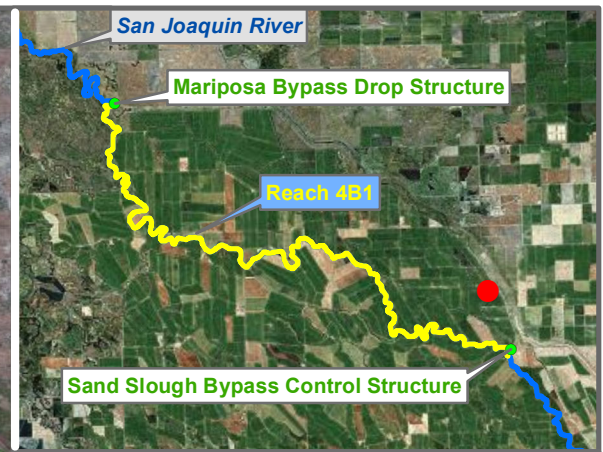 San Joaquin River
Mariposa Bypass Drop Structure
Reach 4B1
Sand Slough Bypass Control Structure